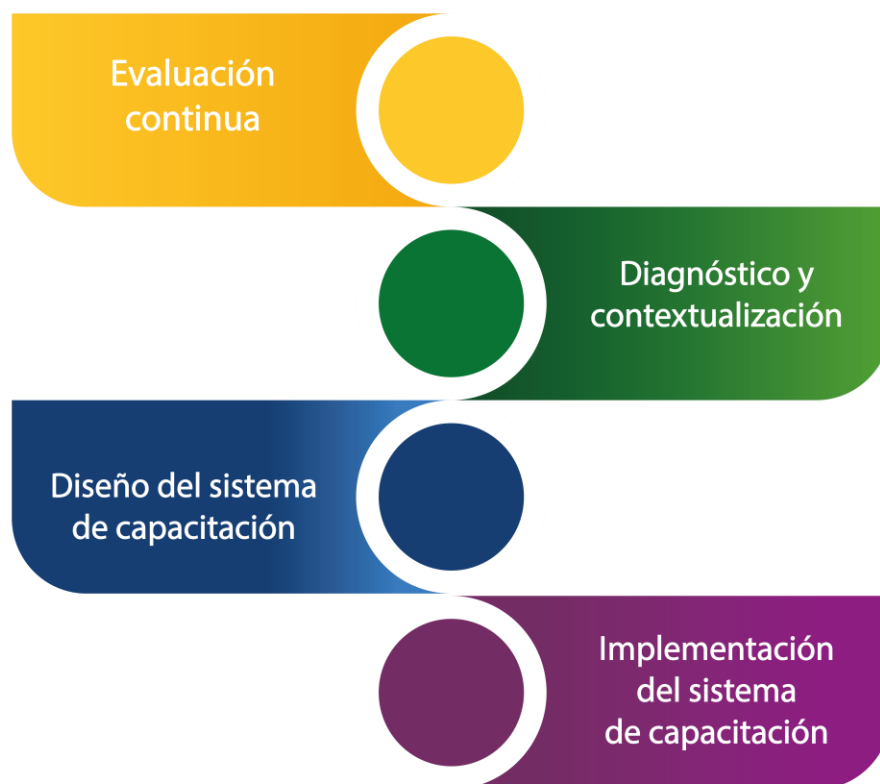 Evaluación
continua
Diagnóstico y
contextualización
Diseño del sistema
de capacitación
Implementación
del sistema
de capacitación